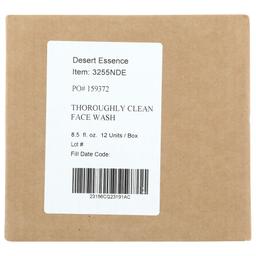 Desert Essence
Item: 3255NDE
PO# 159372
THOROUGHLY CLEAN
FACE WASH
8.5 fl. oz. 12 Units / Box
Lot #
Fill Date Code:
23156CG23191AC